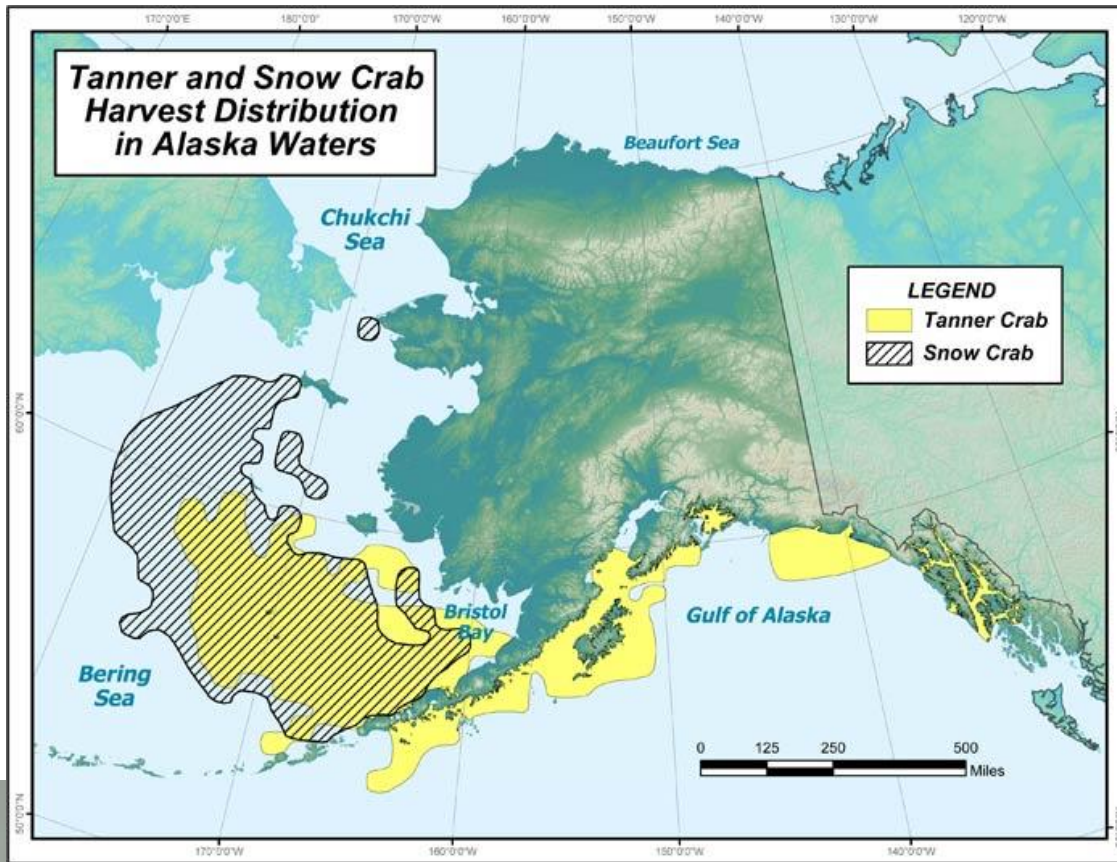 170°0'0"E
180°0'0"
170°0'0"W
160°0'0"W
150°0'0"W
140°0'0"W
130°0'0"W
120°0'0"W
Tanner and Snow Crab
Harvest Distribution
in Alaska Waters
Beaufort Sea
Chukchi
Sea
LEGEND
Tanner Crab
Snow Crab
60°0'0"N
Bristol
Bay
Gulf of Alaska
Bering
Sea
0 125 250 500
Miles
50°0'0"N
170°0'0"W
160°0'0"W
150°0'0"W
140°0'0"W